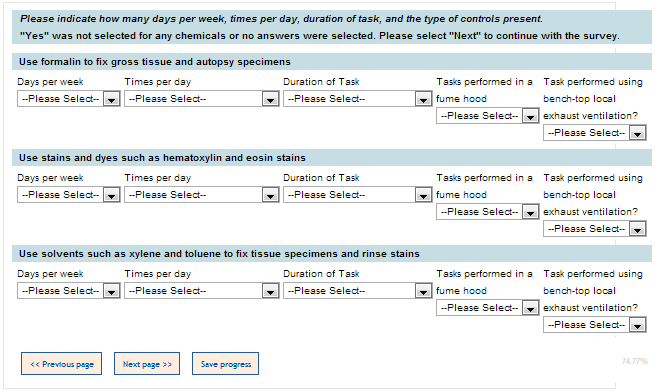 Please indicate how many days per week, times per day, duration of task, and the type of controls present.
"Yes" was not selected for any chemicals or no answers were selected. Please select "Next" to continue with the survey.
Use formalin to fix gross tissue and autopsy specimens
Days per week Times per day Duration of Task Tasks performed in a Task performed using
--Please Select-- --Please Select-- --Please Select-- fume hood bench-top local
--Please Select-- exhaust ventilation?
--Please Select--
Use stains and dyes such as hematoxylin and eosin stains
Days per week Times per day Duration of Task Tasks performed in a Task performed using
--Please Select-- --Please Select-- --Please Select-- fume hood bench-top local
--Please Select-- exhaust ventilation?
--Please Select--
Use solvents such as xylene and toluene to fix tissue specimens and rinse stains
Days per week Times per day Duration of Task Tasks performed in a Task performed using
--Please Select-- --Please Select-- --Please Select-- fume hood bench-top local
--Please Select-- exhaust ventilation?
--Please Select--
<< Previous page Next page >> Save progress 74.77%